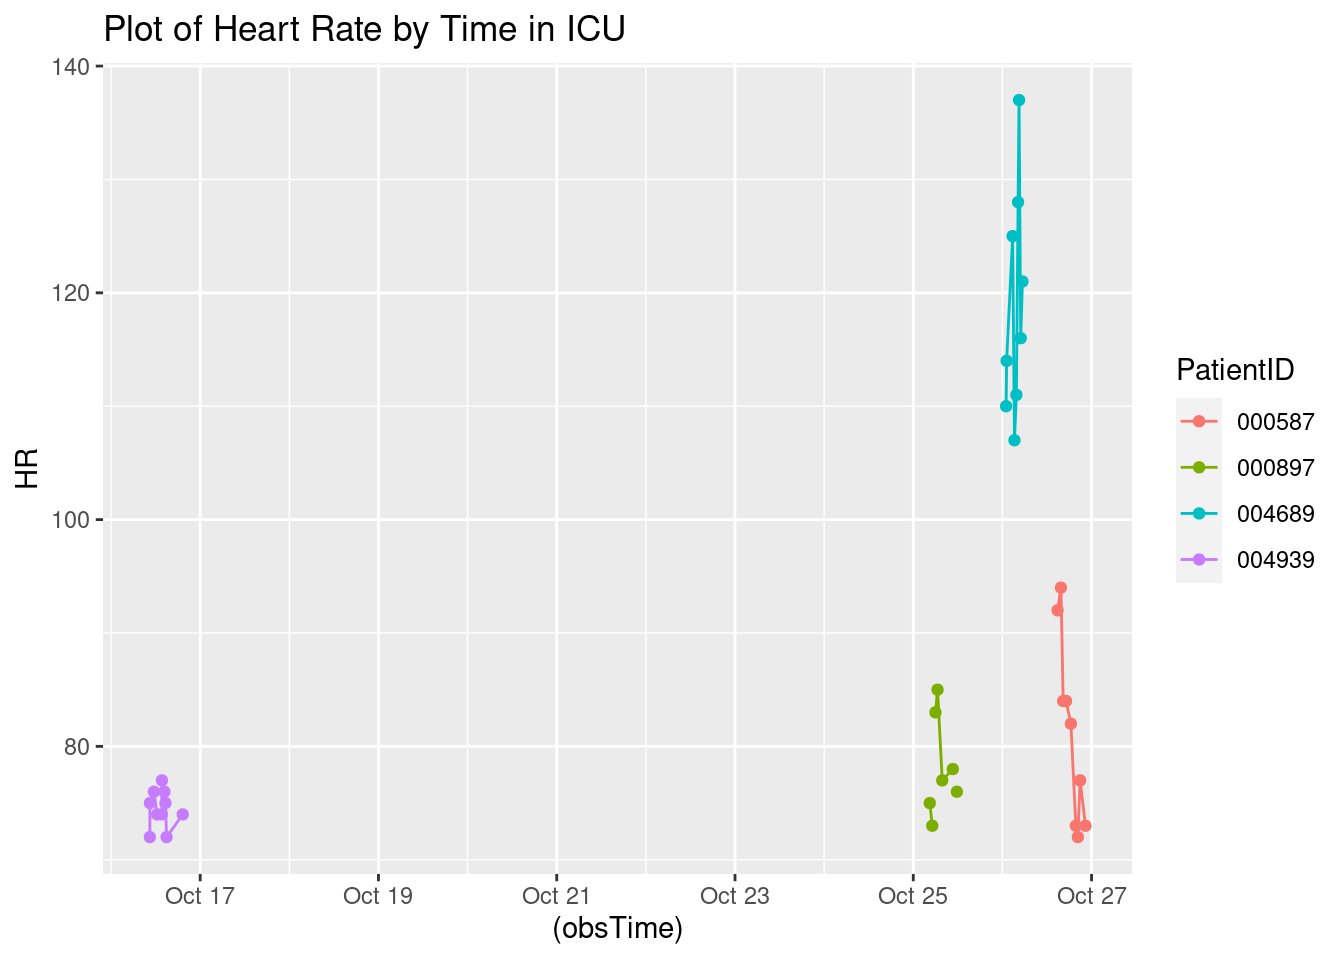 Plot of Heart Rate by Time in ICU
140
120
100
80
HR
Oct 17
Oct 19
Oct 21
Oct 23
Oct 25
Oct 27
(obsTime)
PatientID
000587
000897
004689
004939